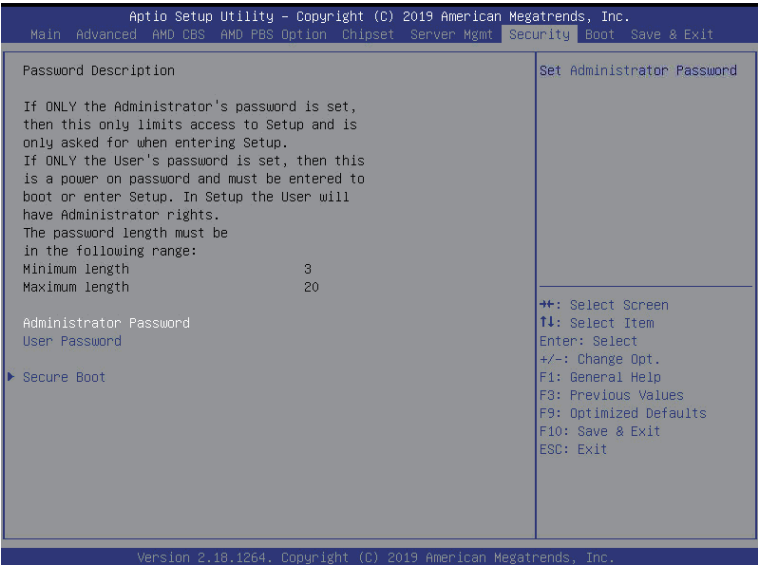 Aptio Setup Utility – Copyright (C) 2019 American Megatrends, Inc.
Main Advanced AMD CBS AMD PBS Option Chipset Server Mgmt Security Boot Save & Exit
Password Description
If ONLY the Administrator's password is set,
then this only limits access to Setup and is
only asked for when entering Setup.
If ONLY the User's password is set, then this
is a power on password and must be entered to
boot or enter Setup. In Setup the User will
have Administrator rights.
The password length must be
in the following range:
Minimum length 3
Maximum length 20
Administrator Password
User Password
Secure Boot
Set Administrator Password
→←: Select Screen
↑↓: Select Item
Enter: Select
+/-: Change Opt.
F1: General Help
F3: Previous Values
F9: Optimized Defaults
F10: Save & Exit
ESC: Exit
Version 2.18.1264. Copyright (C) 2019 American Megatrends, Inc.